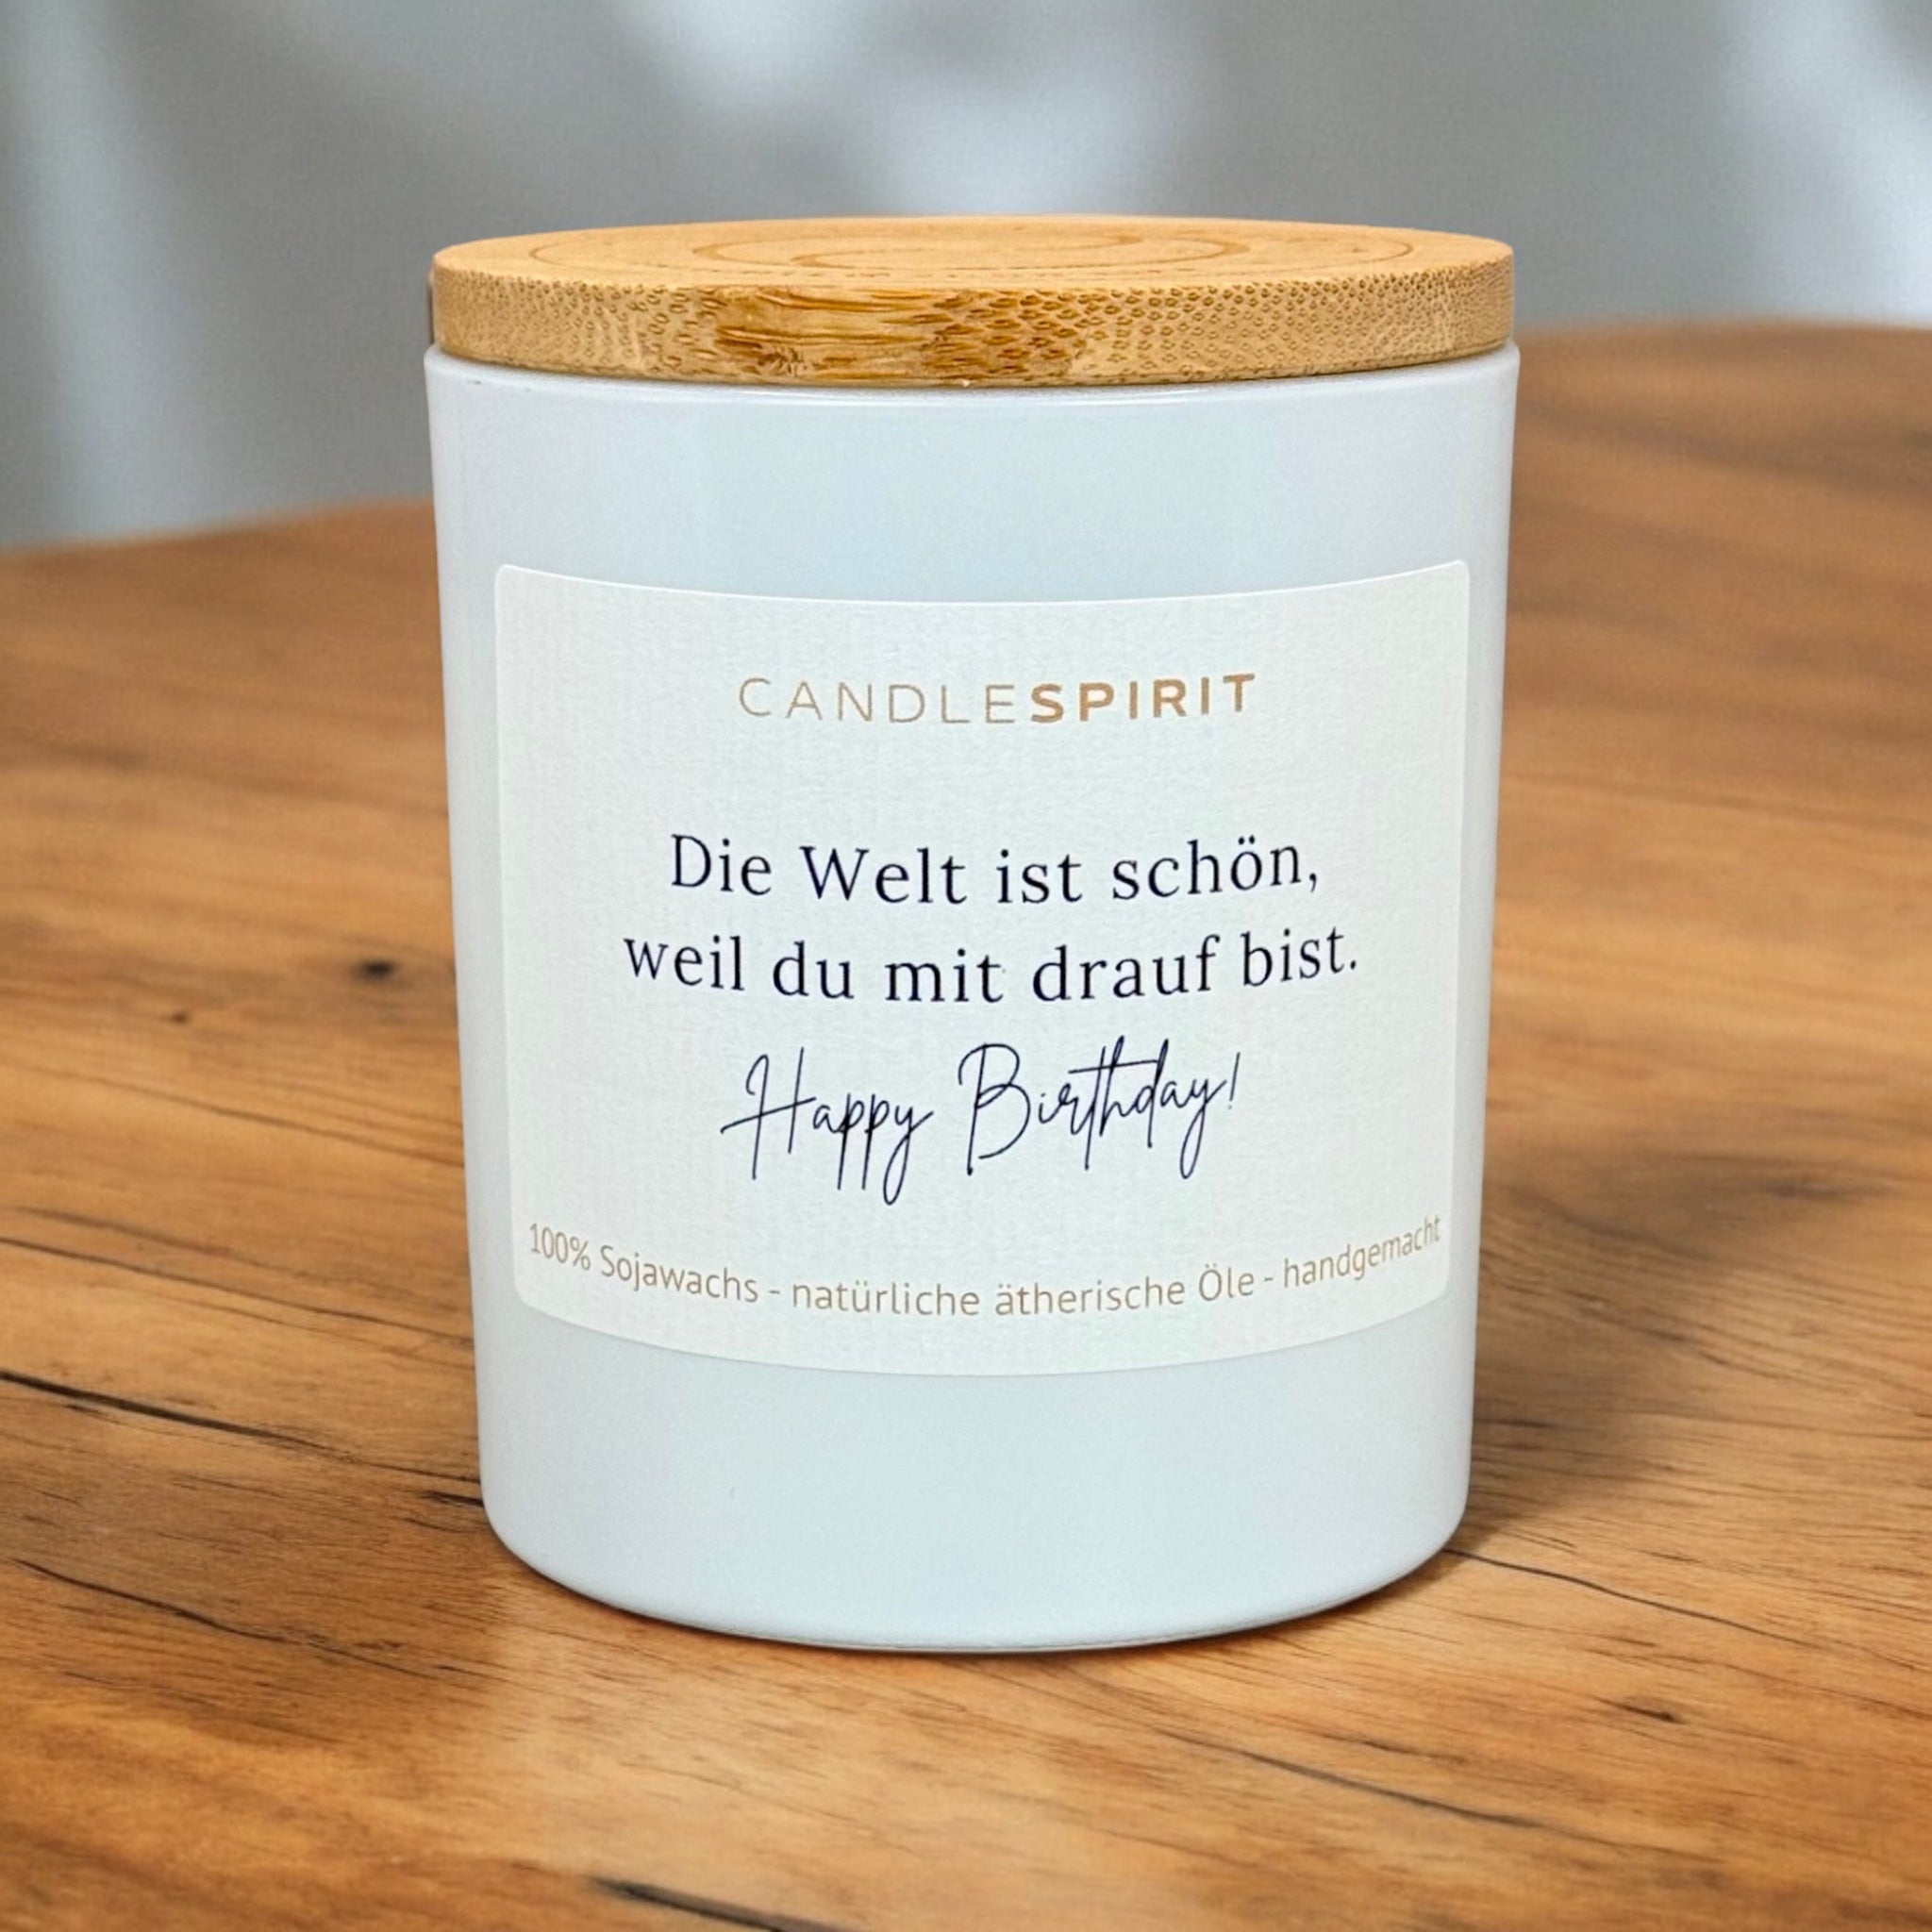 CANDLESPIRIT
Die Welt ist schön,
weil du mit drauf bist.
Happy Birthday!
100% Sojawachs - natürliche ätherische Öle - handgemacht